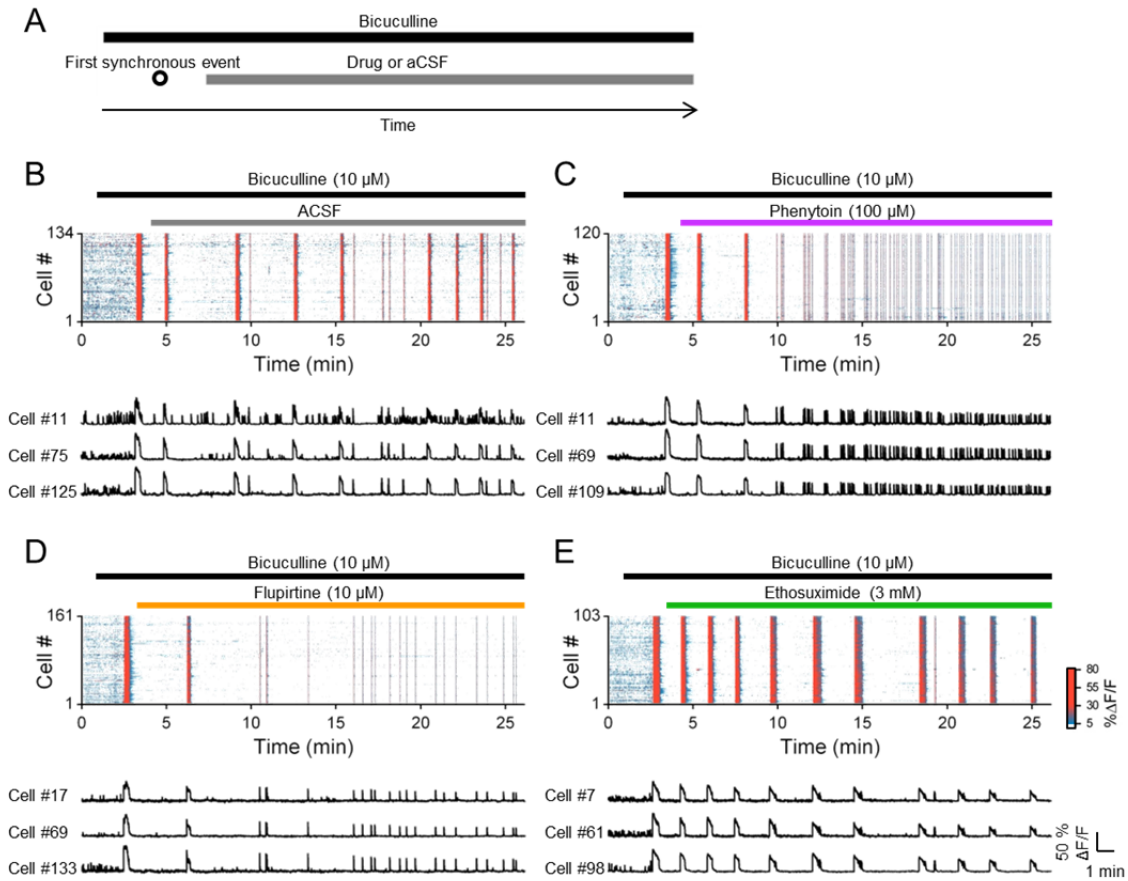 A
Bicuculline
First synchronous event
Drug or aCSF
Time
B
Bicuculline (10 µM)
ACSF
134
Cell #
1
0 5 10 15 20 25
Time (min)
Cell #11
Cell #75
Cell #125
C
Bicuculline (10 µM)
Phenytoin (100 µM)
120
Cell #
1
0 5 10 15 20 25
Time (min)
Cell #11
Cell #69
Cell #109
D
Bicuculline (10 µM)
Flupirtine (10 µM)
161
Cell #
1
0 5 10 15 20 25
Time (min)
Cell #17
Cell #69
Cell #133
E
Bicuculline (10 µM)
Ethosuximide (3 mM)
103
Cell #
1
0 5 10 15 20 25
Time (min)
80
55
30
5
%ΔF/F
Cell #7
Cell #61
Cell #98
50 %
ΔF/F
1 min